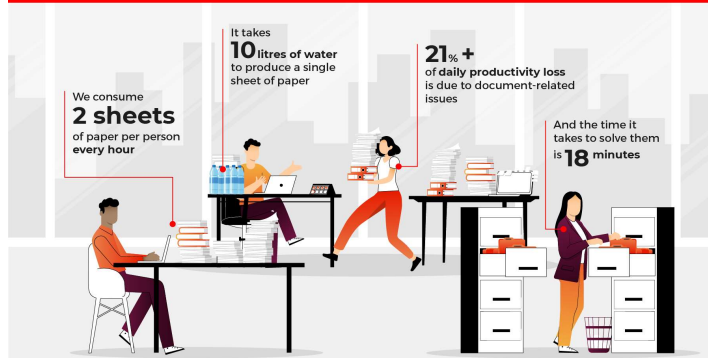 We consume
2 sheets
of paper per person
every hour
It takes
10 litres of water
to produce a single
sheet of paper
21% +
of daily productivity loss
is due to document-related
issues
And the time it
takes to solve them
is 18 minutes